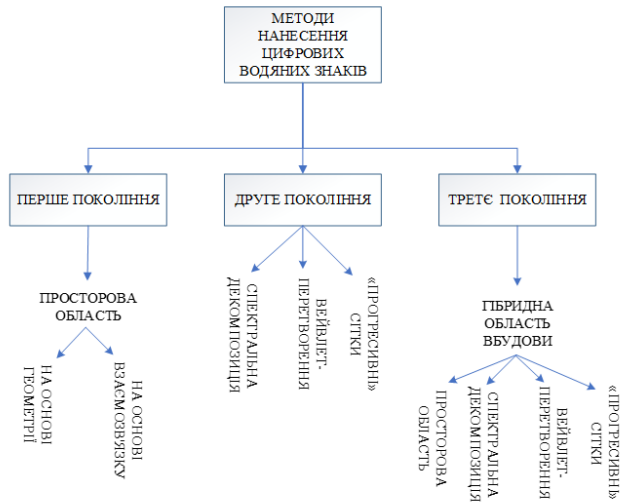 МЕТОДИ
НАНЕСЕННЯ
ЦИФРОВИХ
ВОДЯНИХ ЗНАКІВ
ПЕРШЕ ПОКОЛІННЯ
ДРУГЕ ПОКОЛІННЯ
ТРЕТЄ ПОКОЛІННЯ
ПРОСТОРОВА
ОБЛАСТЬ
НА ОСНОВІ
ГЕОМЕТРІЇ
НА ОСНОВІ
ВЗАЄМОЗВ'ЯЗКУ
СПЕКТРАЛЬНА
ДЕКОМПОЗИЦІЯ
ВЕЙВЛЕТ-
ПЕРЕТВОРЕННЯ
«ПРОГРЕСИВНІ»
СІТКИ
ГІБРИДНА
ОБЛАСТЬ
ВБУДОВИ
ПРОСТОРОВА
ОБЛАСТЬ
СПЕКТРАЛЬНА
ДЕКОМПОЗИЦІЯ
ВЕЙВЛЕТ-
ПЕРЕТВОРЕННЯ
«ПРОГРЕСИВНІ»
СІТКИ